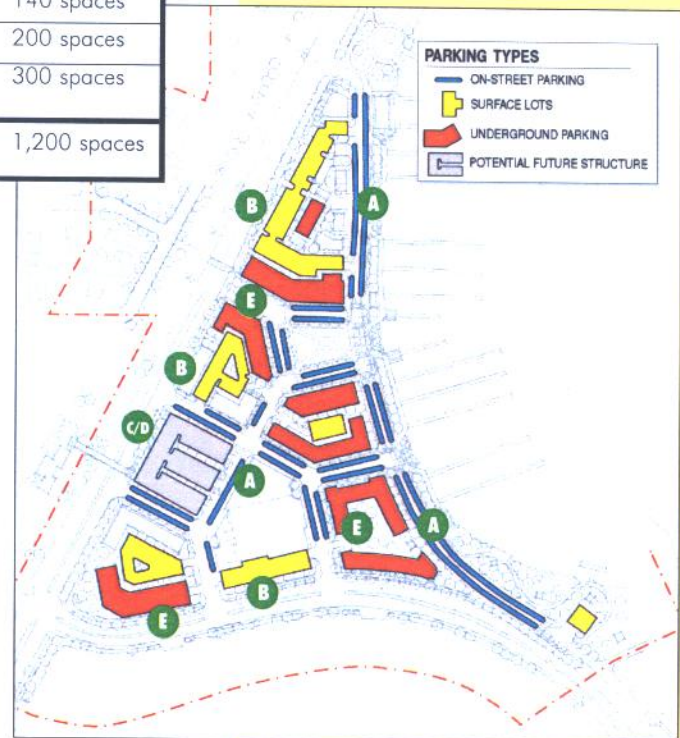 140 spaces
200 spaces
300 spaces
1,200 spaces
PARKING TYPES
ON-STREET PARKING
SURFACE LOTS
UNDERGROUND PARKING
POTENTIAL FUTURE STRUCTURE
B
A
E
B
C/D
A
E
A
B
E